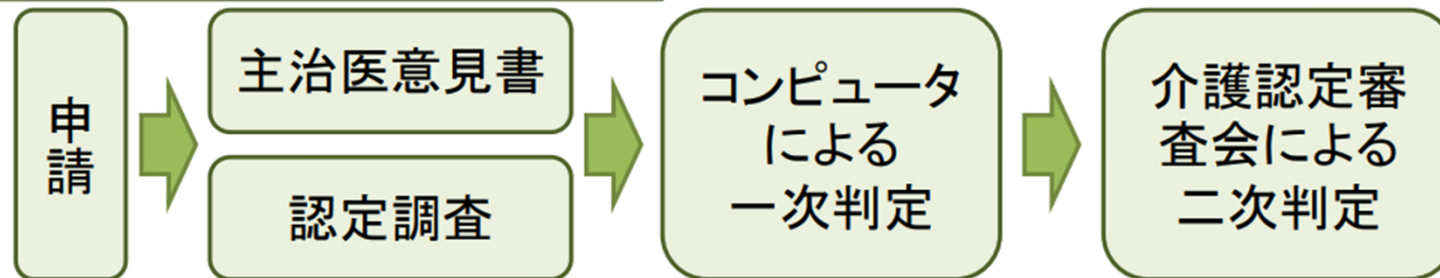 申請
主治医意見書
認定調査
コンピュータ
による
一次判定
介護認定審
査会による
二次判定